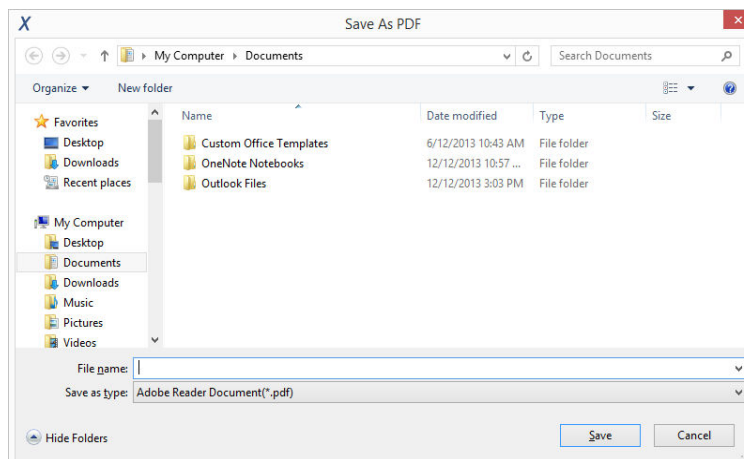 X Save As PDF x
My Computer Documents Search Documents
Organize New folder ?
Name Date modified Type Size
Favorites
Desktop
Downloads
Recent places
My Computer
Desktop
Documents
Downloads
Music
Pictures
Videos
Custom Office Templates 6/12/2013 10:43 AM File folder
OneNote Notebooks 12/12/2013 10:57 ... File folder
Outlook Files 12/12/2013 3:03 PM File folder
File name:
Save as type: Adobe Reader Document(*.pdf)
Hide Folders Save Cancel